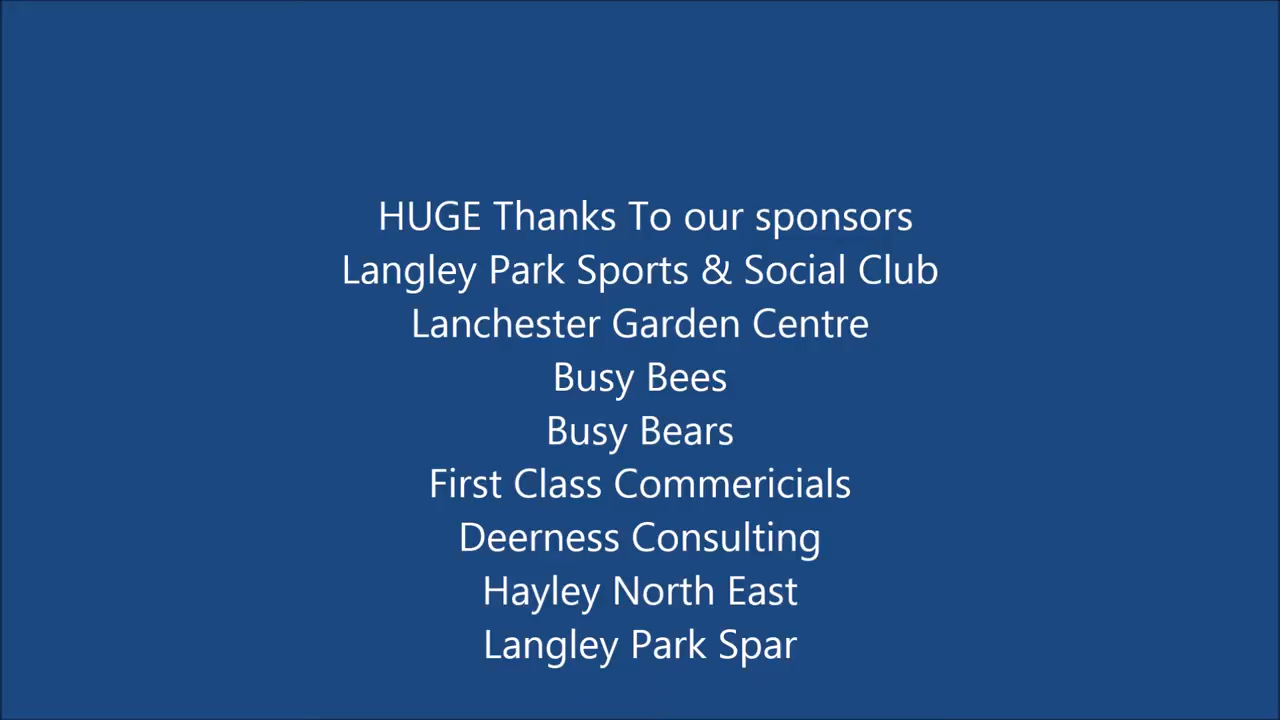 HUGE Thanks To our sponsors
Langley Park Sports & Social Club
Lanchester Garden Centre
Busy Bees
Busy Bears
First Class Commericials
Deerness Consulting
Hayley North East
Langley Park Spar